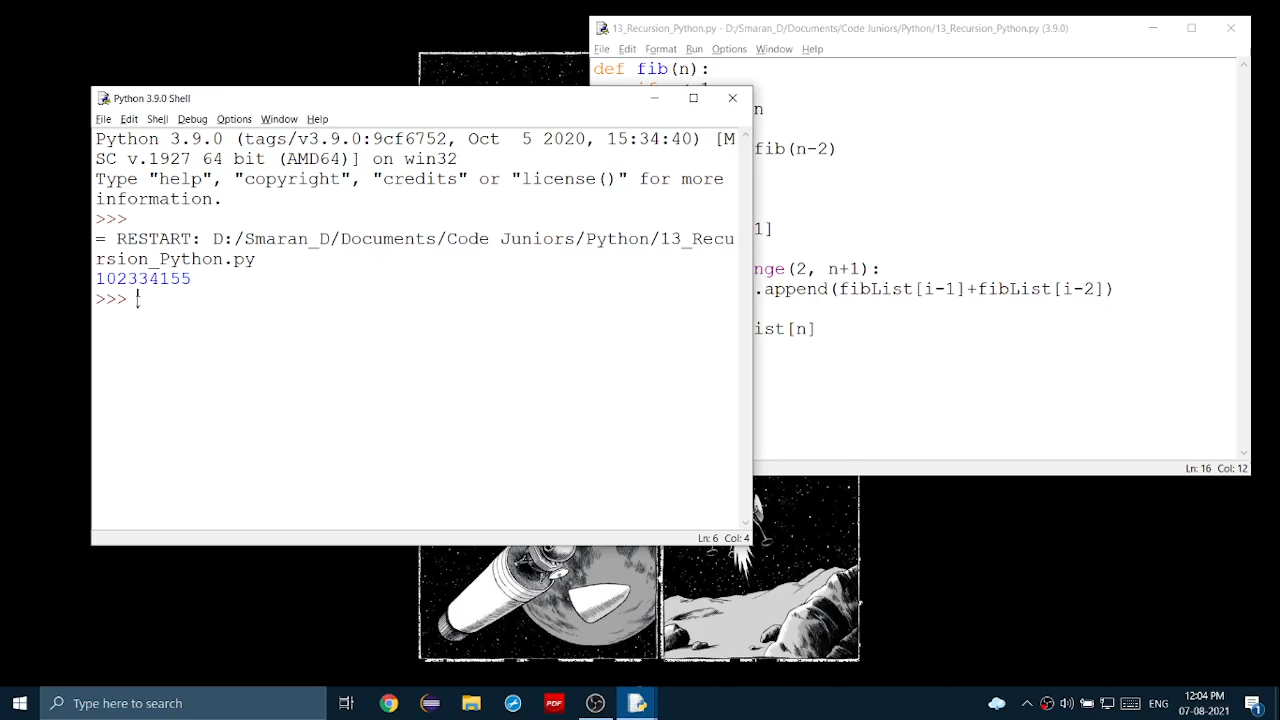 13_Recursion_Python.py - D:/Smaran_D/Documents/Code Juniors/Python/13_Recursion_Python.py (3.9.0)
File Edit Format Run Options Window Help
def fib(n):
n
fib(n-2)
1]
nge(2, n+1):
.append(fibList[i-1]+fibList[i-2])
ist[n]
Ln: 16 Col: 12
Python 3.9.0 Shell
File Edit Shell Debug Options Window Help
Python 3.9.0 (tags/v3.9.0:9cf6752, Oct  5 2020, 15:34:40) [M
SC v.1927 64 bit (AMD64)] on win32
Type "help", "copyright", "credits" or "license()" for more
information.
>>>
= RESTART: D:/Smaran_D/Documents/Code Juniors/Python/13_Recu
rsion_Python.py
102334155
>>>
Ln: 6 Col: 4
Type here to search
PDF
ENG
12:04 PM
07-08-2021
1